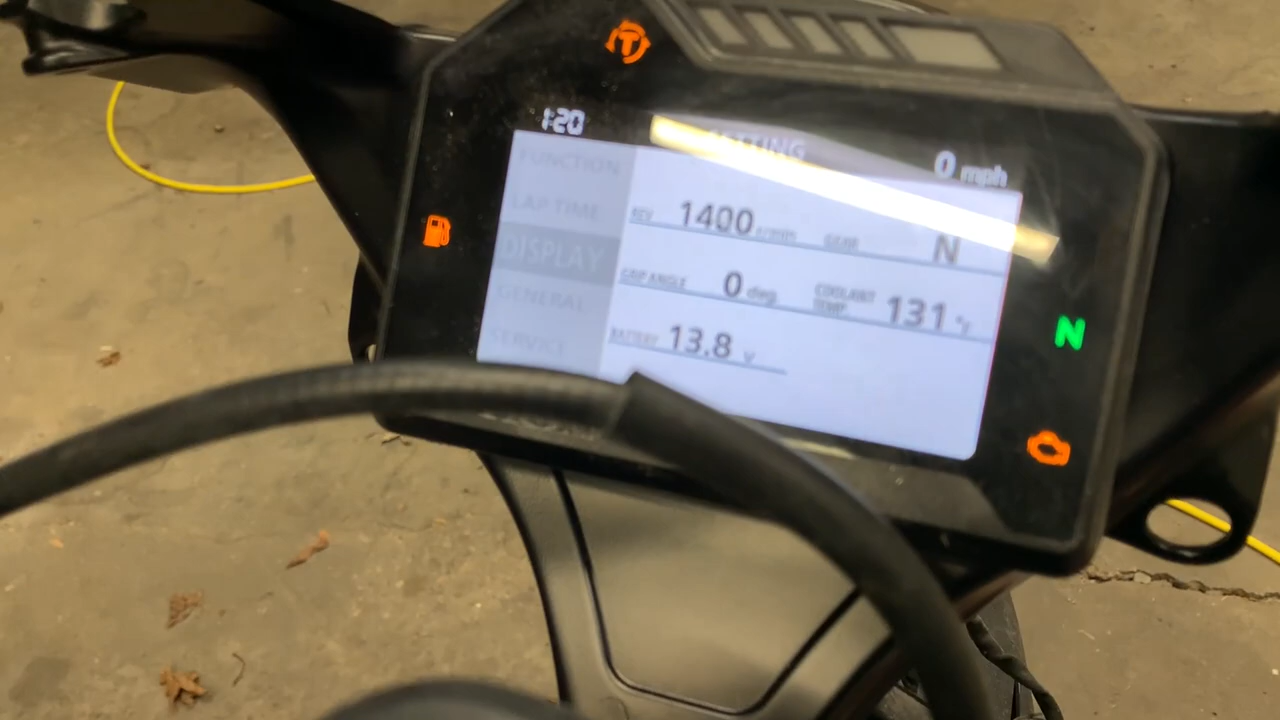 T
1:20
SETTING
0 mph
FUNCTION
LAP TIME
DISPLAY
GENERAL
SERVICE
REV 1400 r/min GEAR N
GRIP ANGLE 0 deg COOLANT TEMP. 131 °F
BATTERY 13.8 V
N